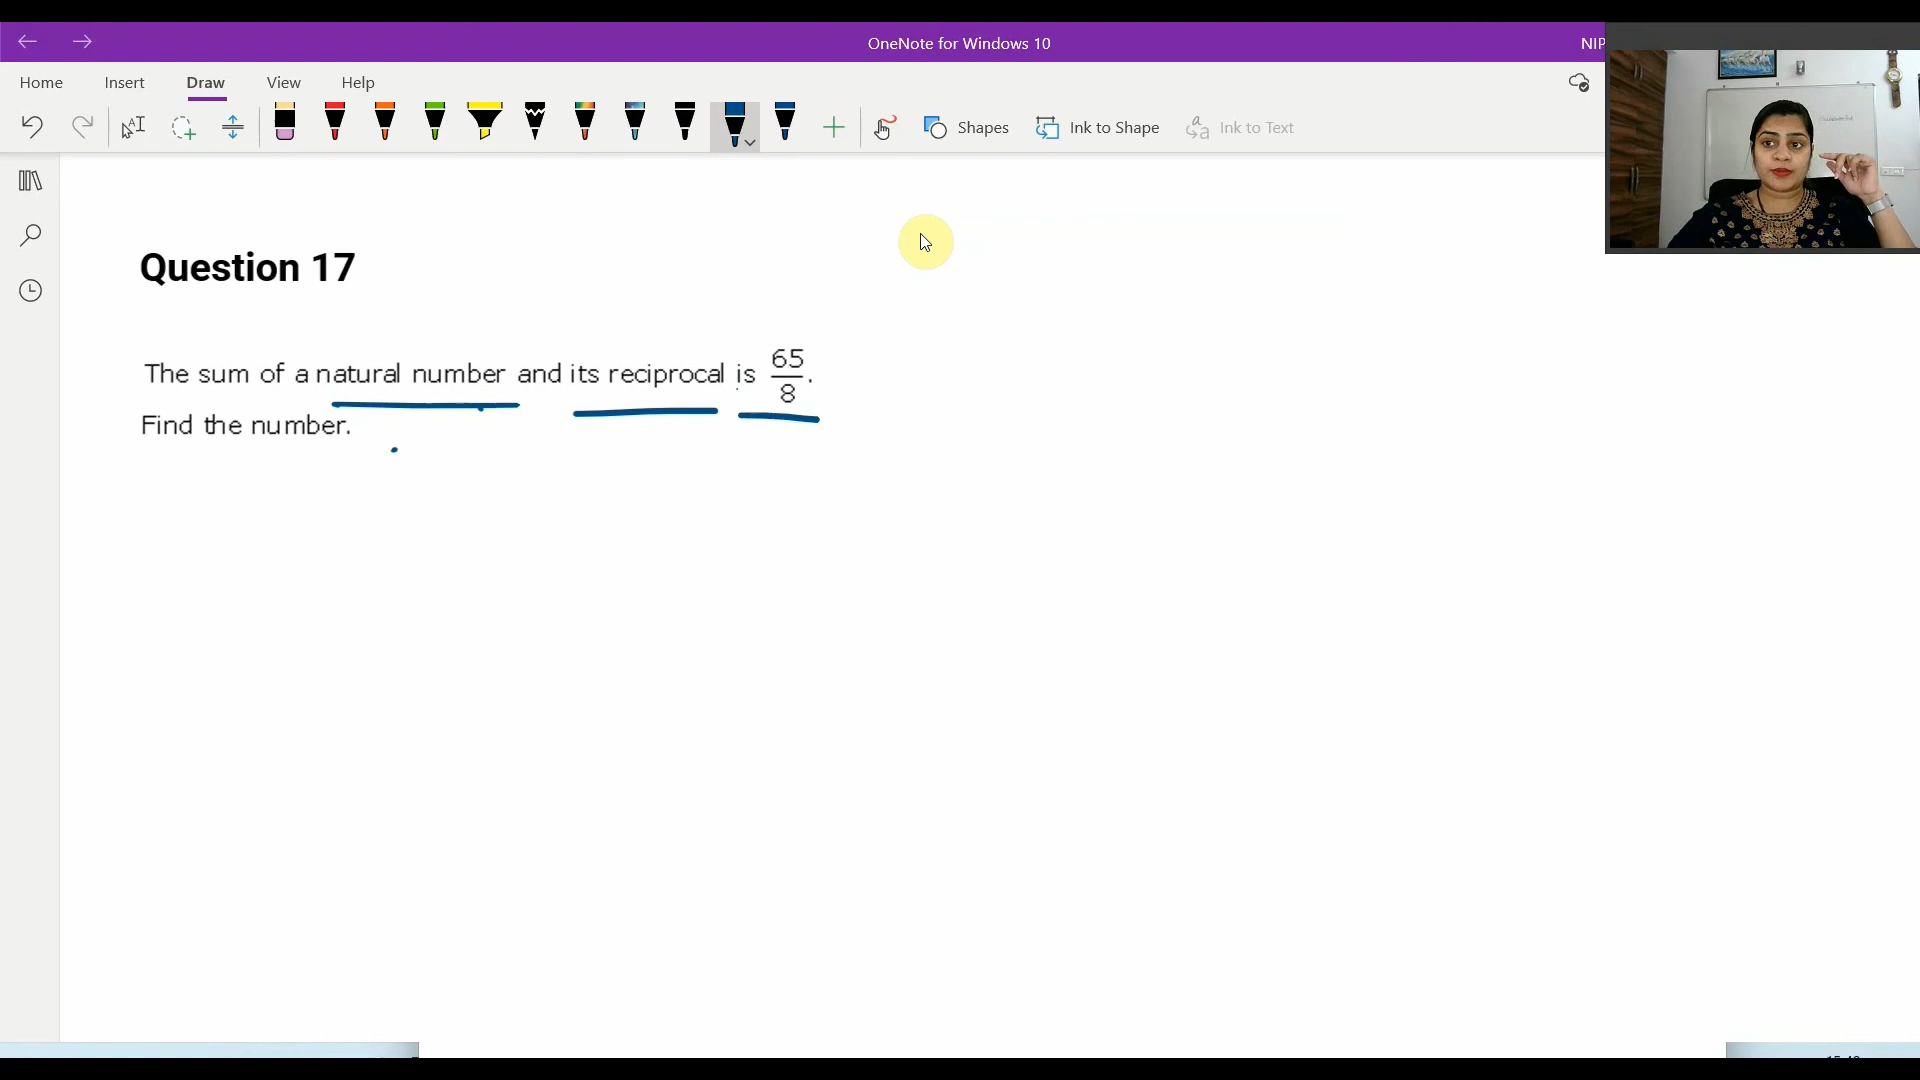 OneNote for Windows 10
NIP
Home Insert Draw View Help
Shapes Ink to Shape Ink to Text
Question 17
The sum of a natural number and its reciprocal is 65/8.
Find the number.